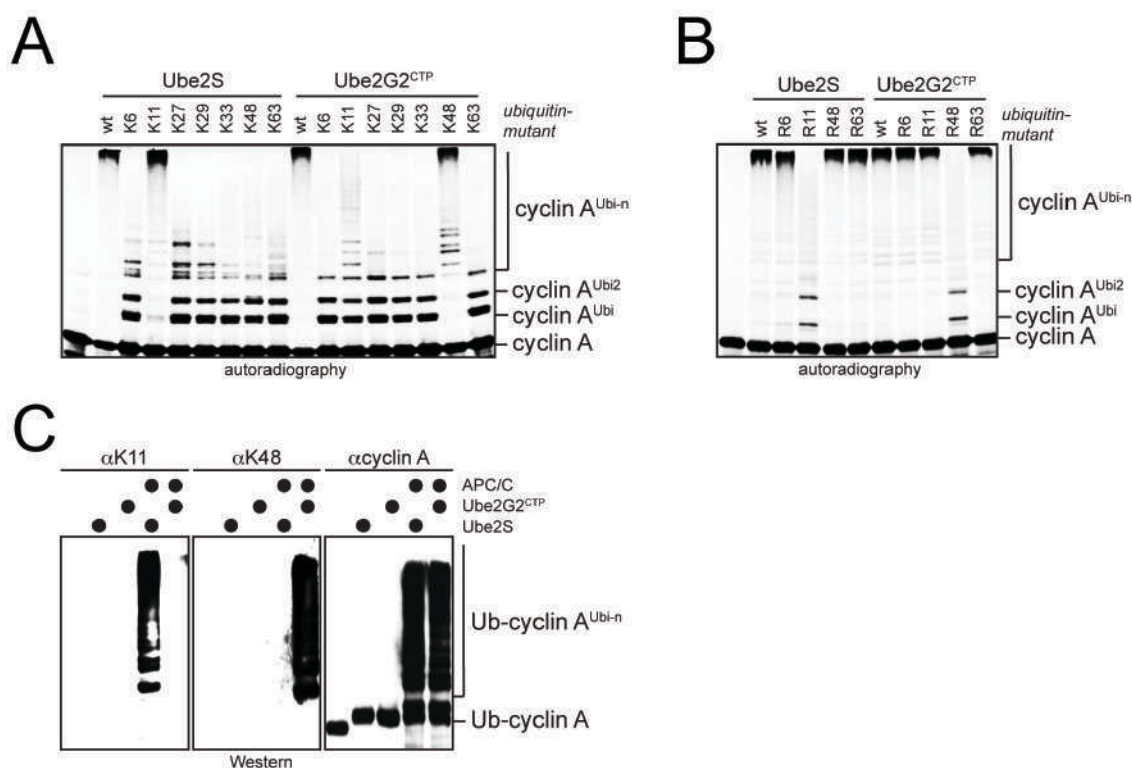 A
Ube2S Ube2G2CTP
wt K6 K11 K27 K29 K33 K48 K63 wt K6 K11 K27 K29 K33 K48 K63 ubiquitin-
mutant
cyclin AUbi-n
cyclin AUbi2
cyclin AUbi
cyclin A
autoradiography
B
Ube2S Ube2G2CTP
wt R6 R11 R48 R63 wt R6 R11 R48 R63 ubiquitin-
mutant
cyclin AUbi-n
cyclin AUbi2
cyclin AUbi
cyclin A
autoradiography
C
αK11 αK48 αcyclin A
APC/C
Ube2G2CTP
Ube2S
Ub-cyclin AUbi-n
Ub-cyclin A
Western